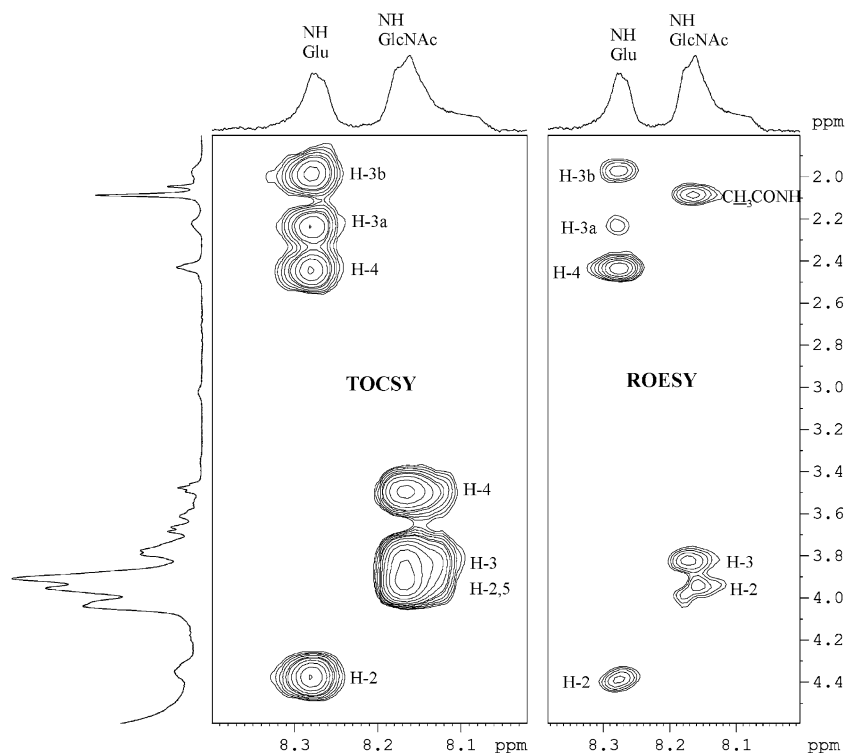 NH
Glu
NH
GlcNAc
NH
Glu
NH
GlcNAc
ppm
H-3b
H-3a
H-4
TOCSY
H-4
H-3
H-2,5
H-2
8.3
8.2
8.1
ppm
H-3b
CH3CONH
H-3a
H-4
ROESY
H-3
H-2
H-2
8.3
8.2
8.1
ppm
2.0
2.2
2.4
2.6
2.8
3.0
3.2
3.4
3.6
3.8
4.0
4.2
4.4